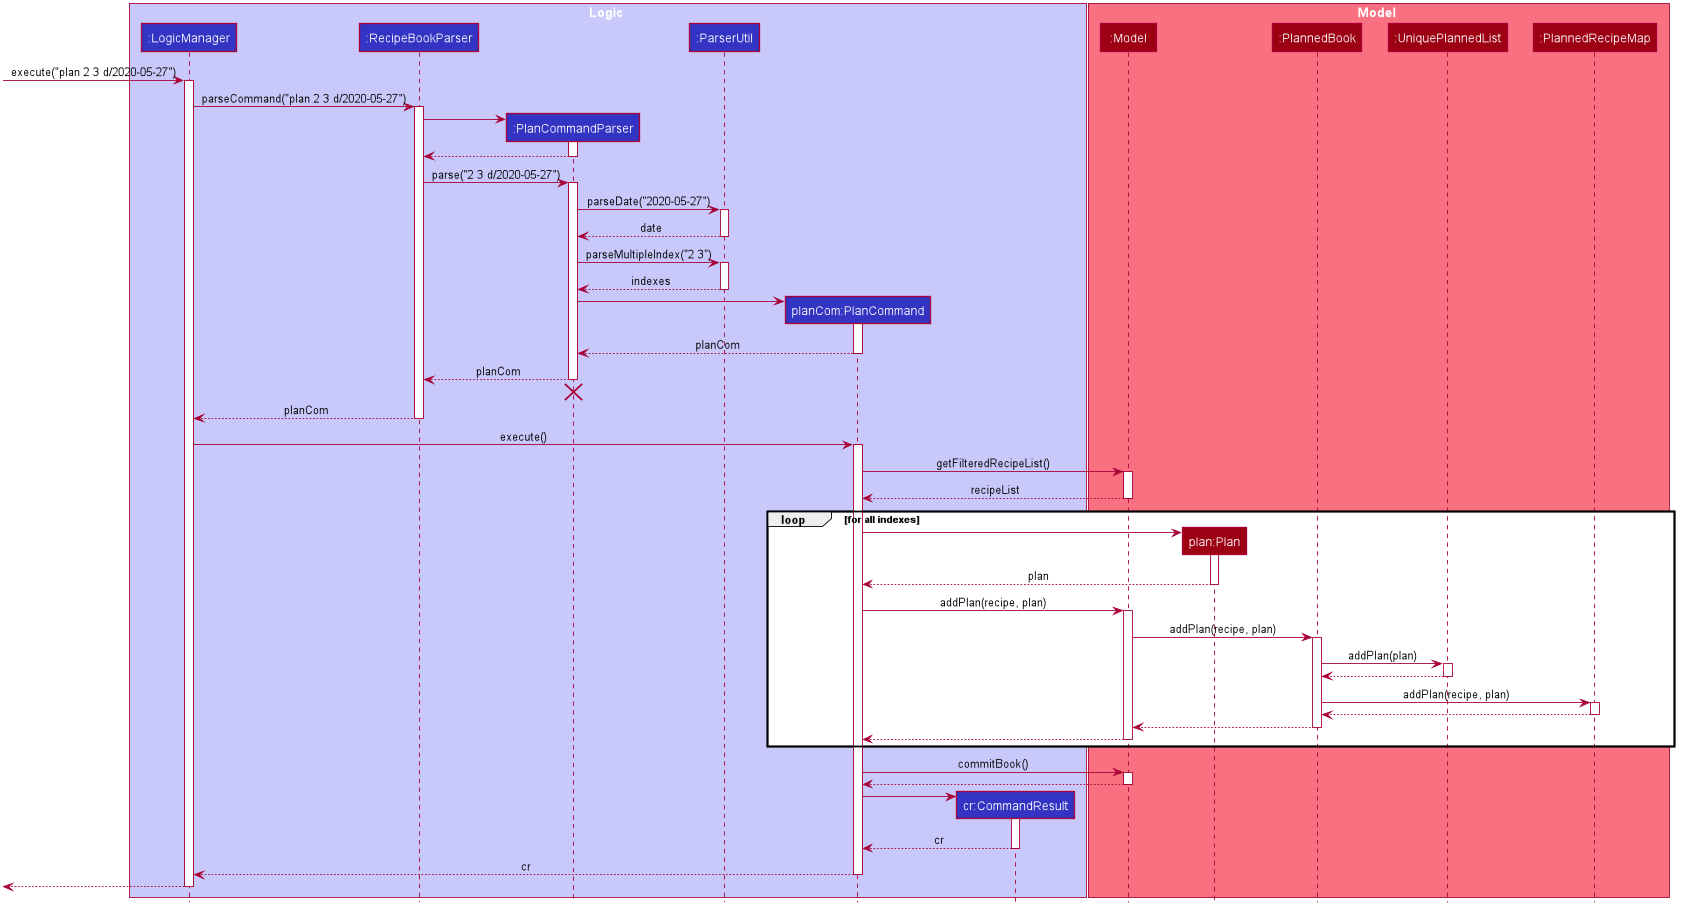 Logic
Model
:LogicManager
:RecipeBookParser
:ParserUtil
:Model
:PlannedBook
:UniquePlannedList
:PlannedRecipeMap
execute("plan 2 3 d/2020-05-27")
parseCommand("plan 2 3 d/2020-05-27")
:PlanCommandParser
parse("2 3 d/2020-05-27")
parseDate("2020-05-27")
date
parseMultipleIndex("2 3")
indexes
planCom:PlanCommand
planCom
planCom
planCom
execute()
getFilteredRecipeList()
recipeList
loop [for all indexes]
plan:Plan
plan
addPlan(recipe, plan)
addPlan(recipe, plan)
addPlan(plan)
addPlan(recipe, plan)
commitBook()
cr:CommandResult
cr
cr